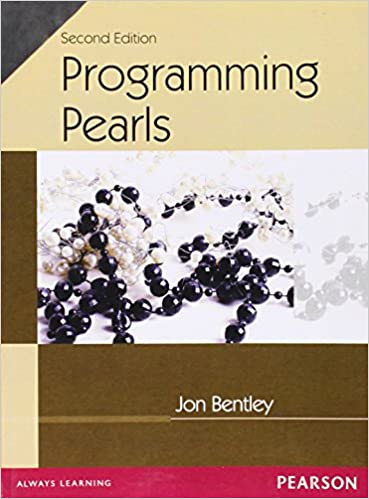 Second Edition
Programming
Pearls
Jon Bentley
ALWAYS LEARNING
PEARSON